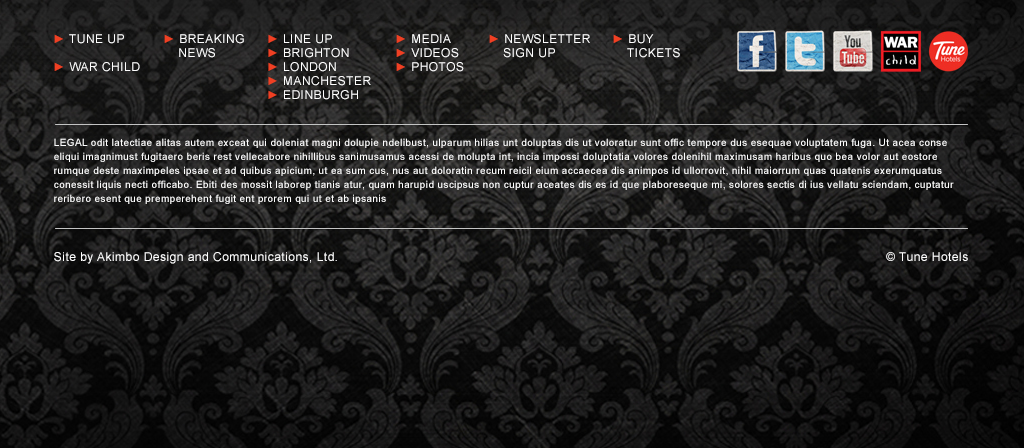 TUNE UP
WAR CHILD
BREAKING
NEWS
LINE UP
BRIGHTON
LONDON
MANCHESTER
EDINBURGH
MEDIA
VIDEOS
PHOTOS
NEWSLETTER
SIGN UP
BUY
TICKETS
f
t
You
Tube
WAR
child
Tune
Hotels
LEGAL odit latectiae alitas autem exceat qui doleniat magni dolupie ndelibust, ulparum hillas unt doluptas dis ut voloratur sunt offic tempore dus esequae voluptatem fuga. Ut acea conse
eliqui imagnimust fugitaero beris rest vellecabore nihillibus sanimusamus acessi de molupta int, incia impossi doluptatia volores dolenihil maximusam haribus quo bea volor aut eostore
rumque deste maximpeles ipsae et ad quibus apicium, ut ea sum cus, nus aut doloratin recum reicil eium accaecea dis animpos id ullorrovit, nihil maiorrum quas quatenis exerumquatus
conessit liquis necti officabo. Ebiti des mossit laborep tianis atur, quam harupid uscipsus non cuptur aceates dis es id que plaboreseque mi, solores sectis di ius vellatu sciendam, cuptatur
reribero esent que premperehent fugit ent prorem qui ut et ab ipsanis
Site by Akimbo Design and Communications, Ltd.
© Tune Hotels